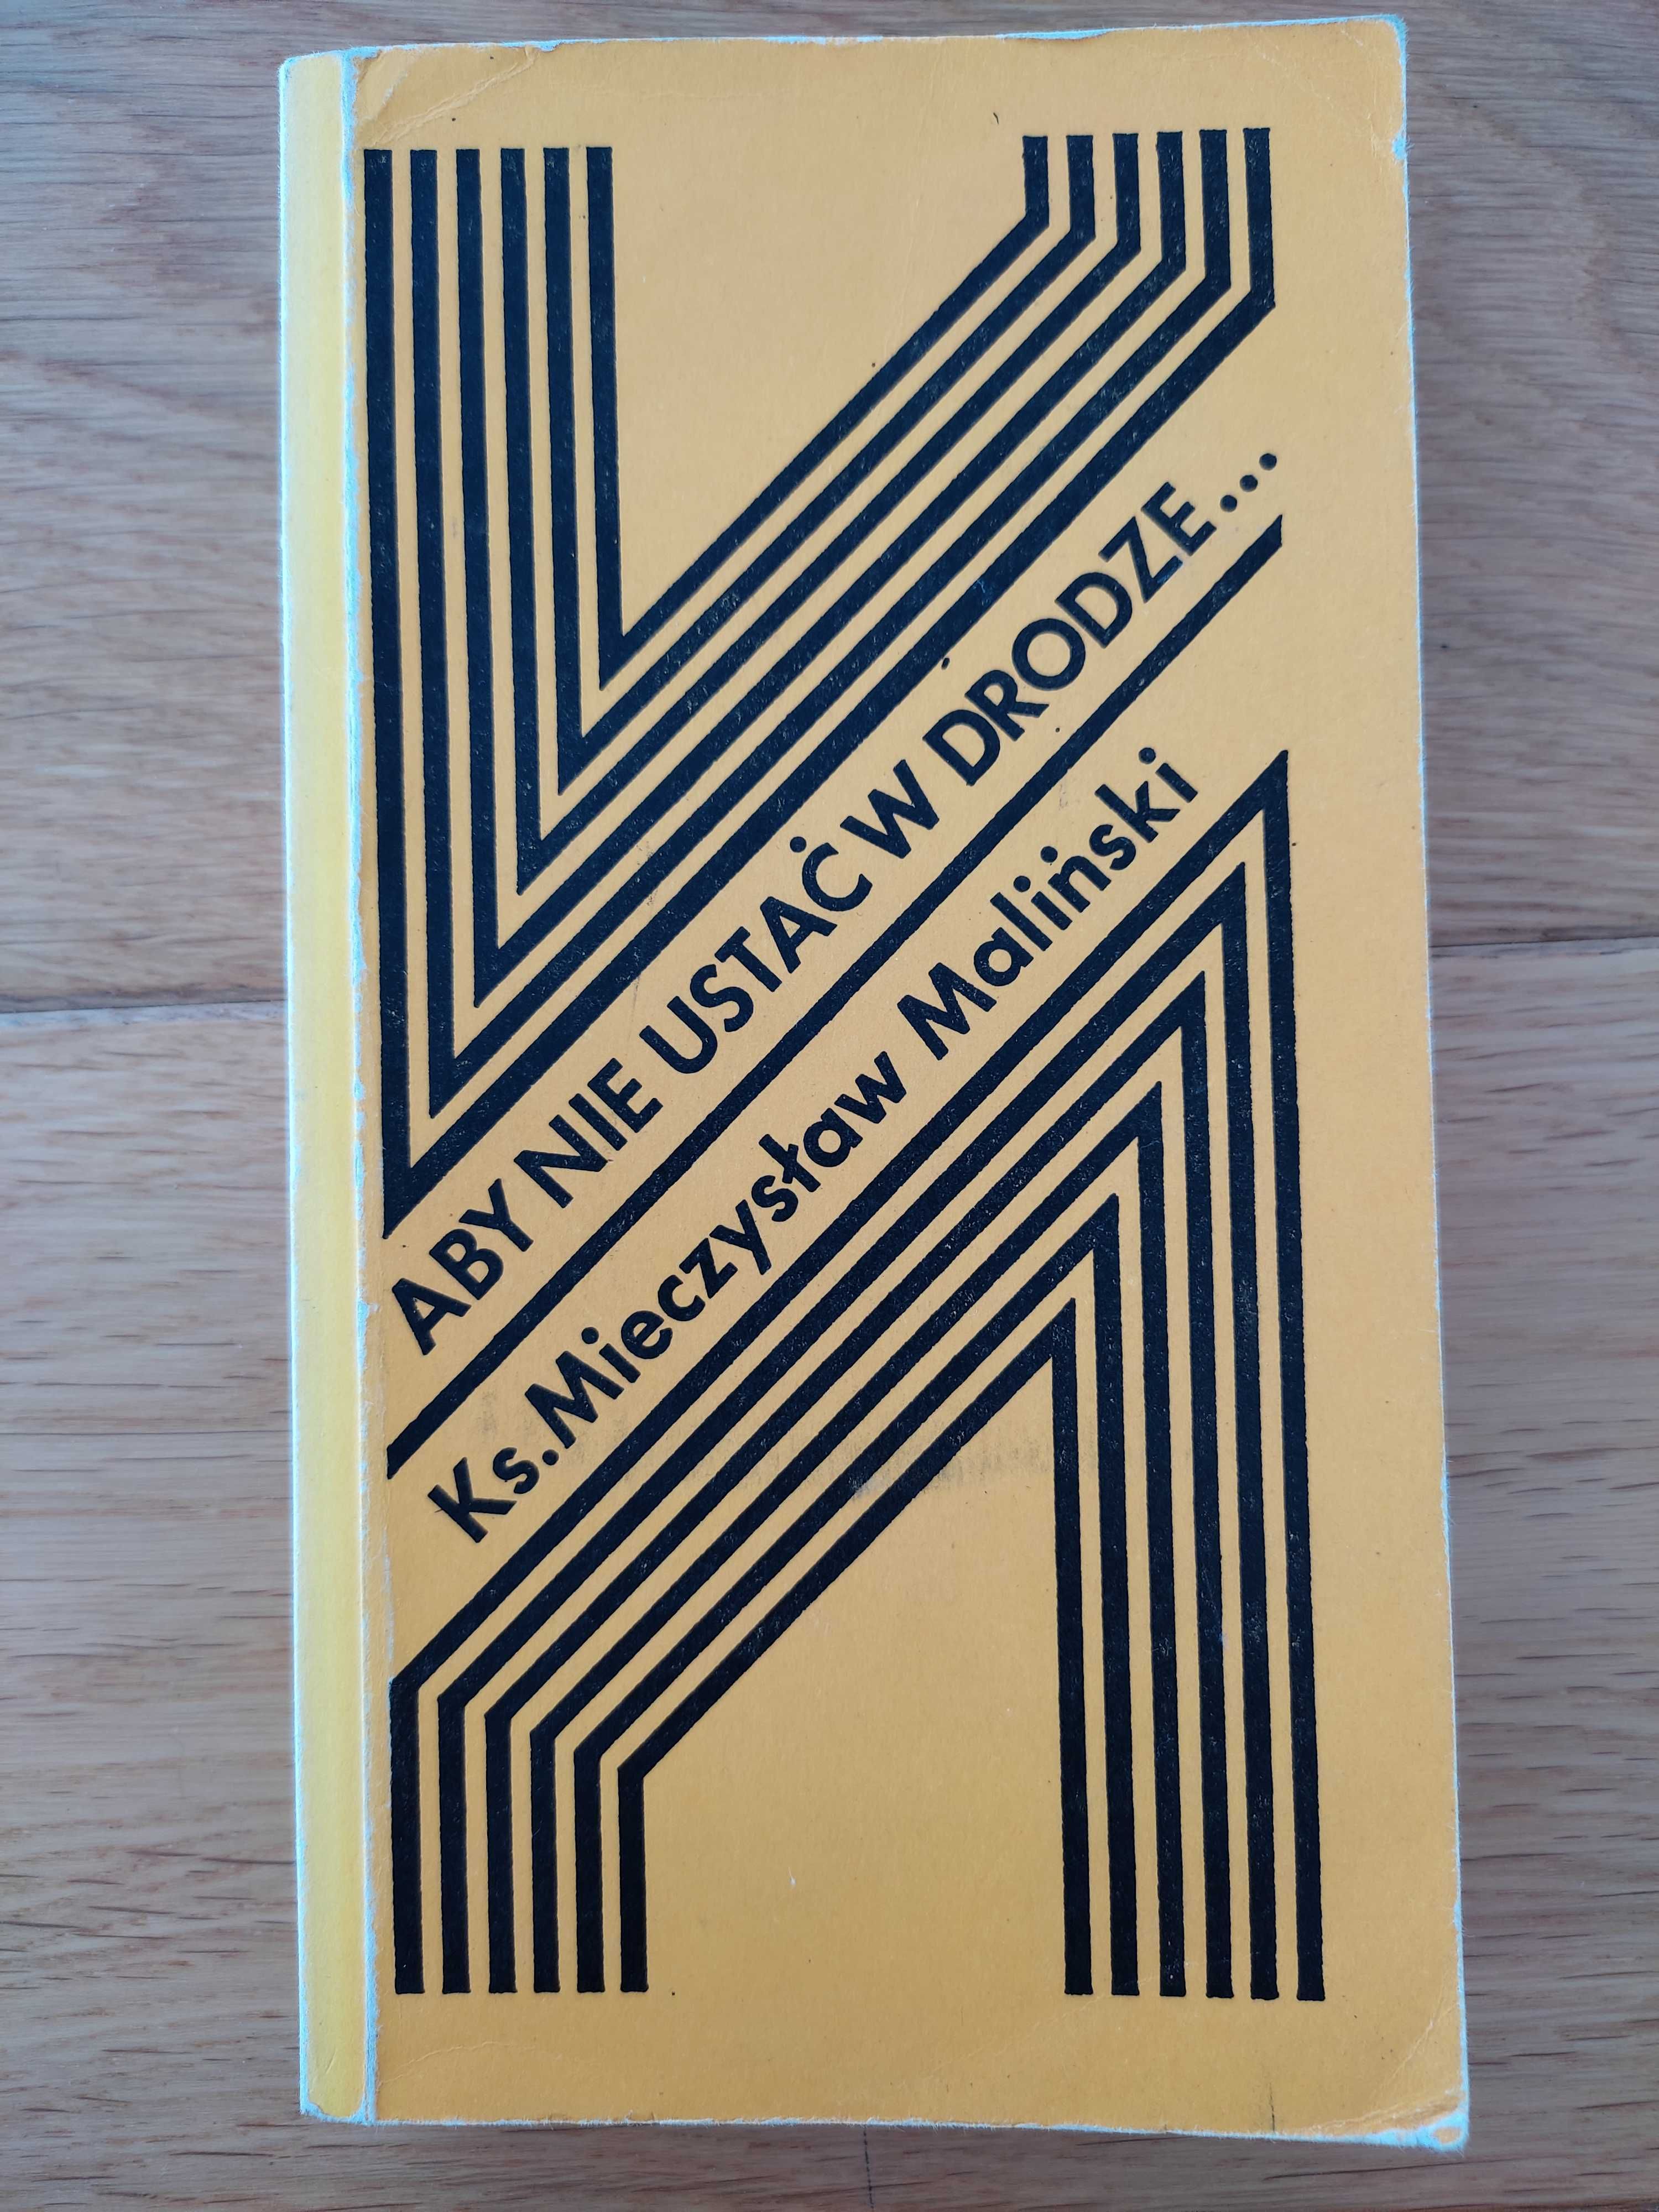 ABY NIE USTAĆ W DRODZE...
Ks. Mieczysław Maliński